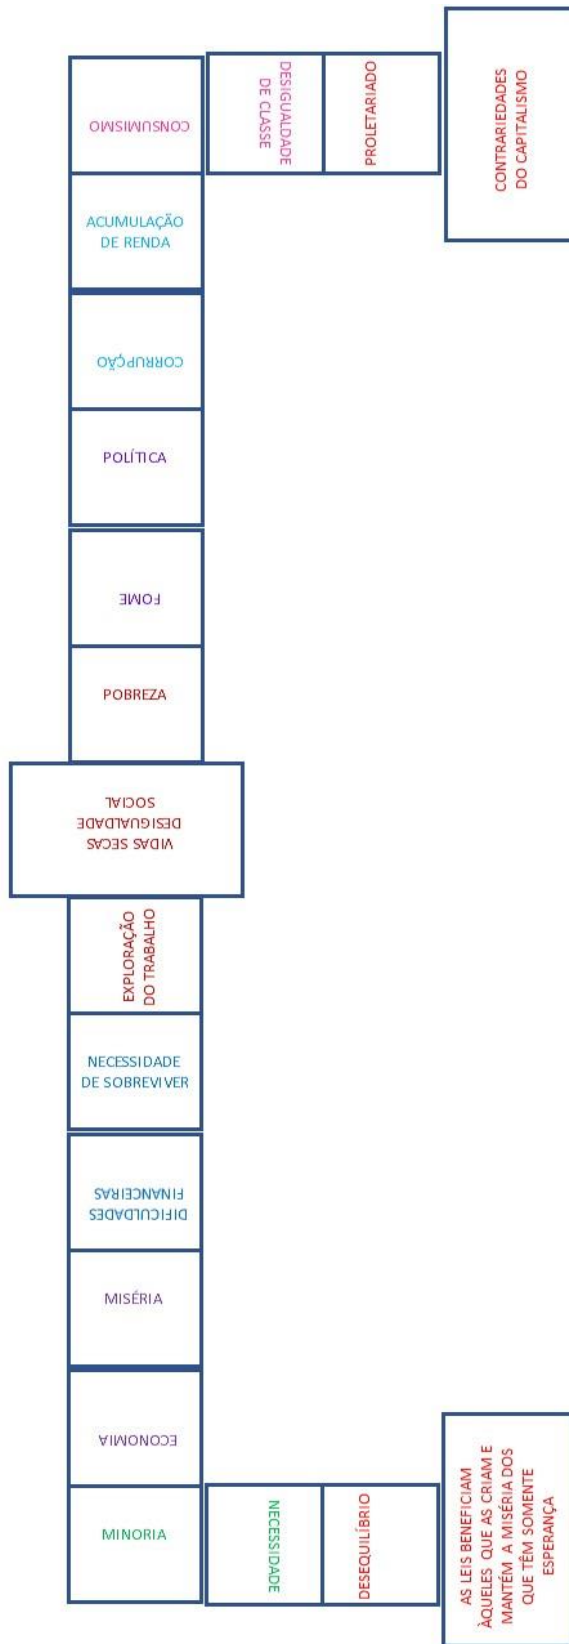 CONSUMISMO
DESIGUALDADE
DE CLASSE
PROLETARIADO
CONTRARIEDADES
DO CAPITALISMO
ACUMULAÇÃO
DE RENDA
CORRUPÇÃO
POLÍTICA
FOME
POBREZA
VIDAS SECAS
DESIGUALDADE
SOCIAL
EXPLORAÇÃO
DO TRABALHO
NECESSIDADE
DE SOBREVIVER
DIFICULDADES
FINANCEIRAS
MISÉRIA
ECONOMIA
MINORIA
NECESSIDADE
DESEQUILÍBRIO
AS LEIS BENEFICIAM
ÀQUELES QUE AS CRIAM E
MANTÉM A MISÉRIA DOS
QUE TÊM SOMENTE
ESPERANÇA